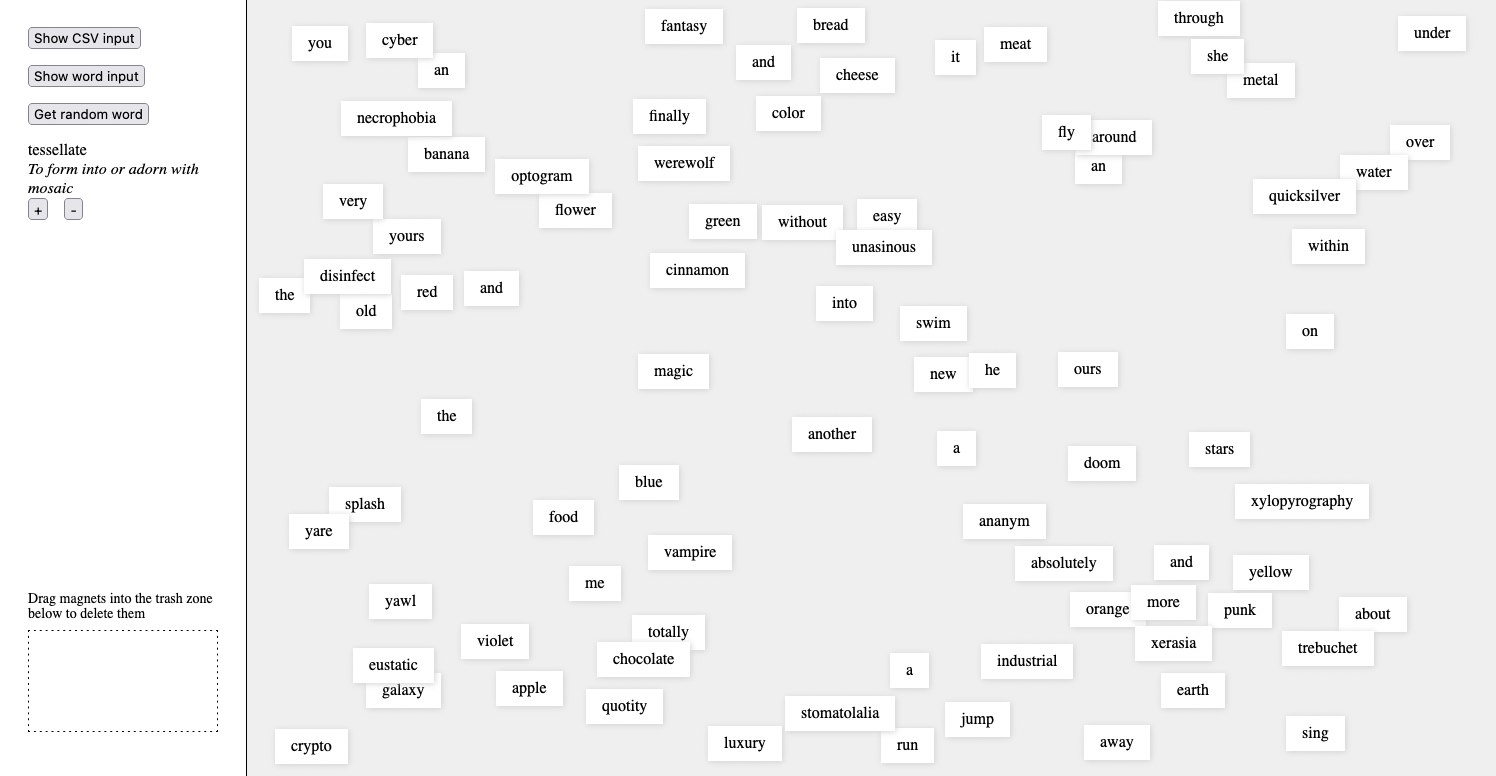 Show CSV input
Show word input
Get random word
tessellate
To form into or adorn with
mosaic
+ -
Drag magnets into the trash zone
below to delete them
you
cyber
an
fantasy
bread
and
cheese
it
meat
through
she
metal
under
necrophobia
banana
finally
color
werewolf
fly
around
an
over
water
quicksilver
optogram
flower
very
yours
green
without
easy
unasinous
within
disinfect
the
old
red
and
cinnamon
into
swim
on
magic
new
he
ours
the
another
a
doom
stars
blue
splash
yare
food
xylopyrography
ananym
vampire
absolutely
and
yellow
me
yawl
orange
more
punk
about
violet
totally
chocolate
xerasia
trebuchet
eustatic
galaxy
apple
quotity
a
industrial
earth
stomatolalia
jump
crypto
luxury
run
away
sing